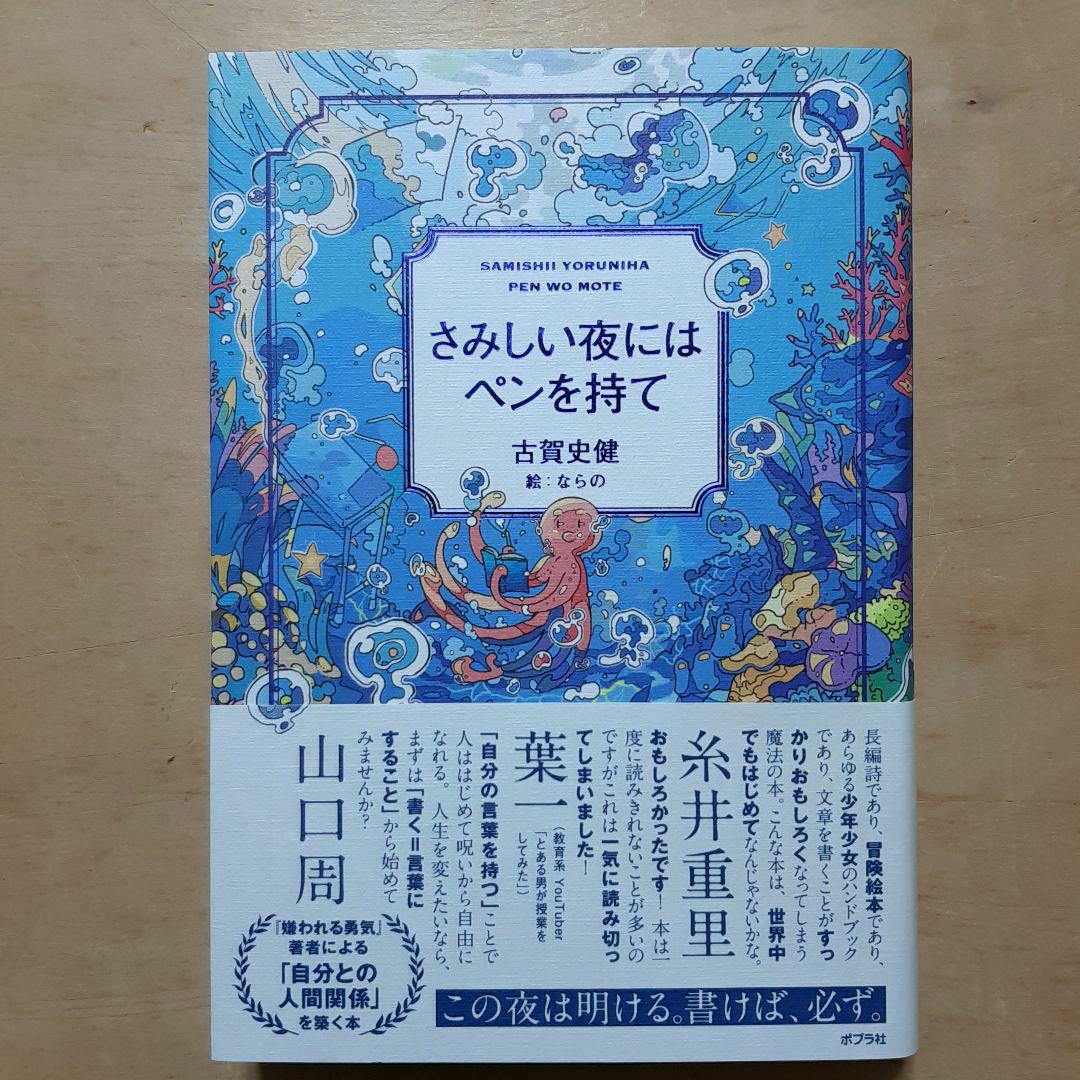 SAMISHII YORUNIHA
PEN WO MOTE
さみしい夜には
ペンを持て
古賀史健
絵：ならの
長編詩であり、冒険絵本であり、
あらゆる少年少女のハンドブック
であり、文章を書くことがすっ
かりおもしろくなってしまう
魔法の本。こんな本は、世界中
でもはじめてなんじゃないかな。
糸井重里
おもしろかったです！ 本は一
度に読みきれないことが多いの
ですがこれは一気に読み切っ
てしまいました！
葉一
（教育系 YouTuber
「とある男が授業を
してみた」）
「自分の言葉を持つ」ことで
人ははじめて呪いから自由に
なれる。人生を変えたいなら、
まずは「書く＝言葉に
すること」から始めて
みませんか？
山口周
『嫌われる勇気』
著者による
「自分との
人間関係」
を築く本
この夜は明ける。書けば、必ず。
ポプラ社